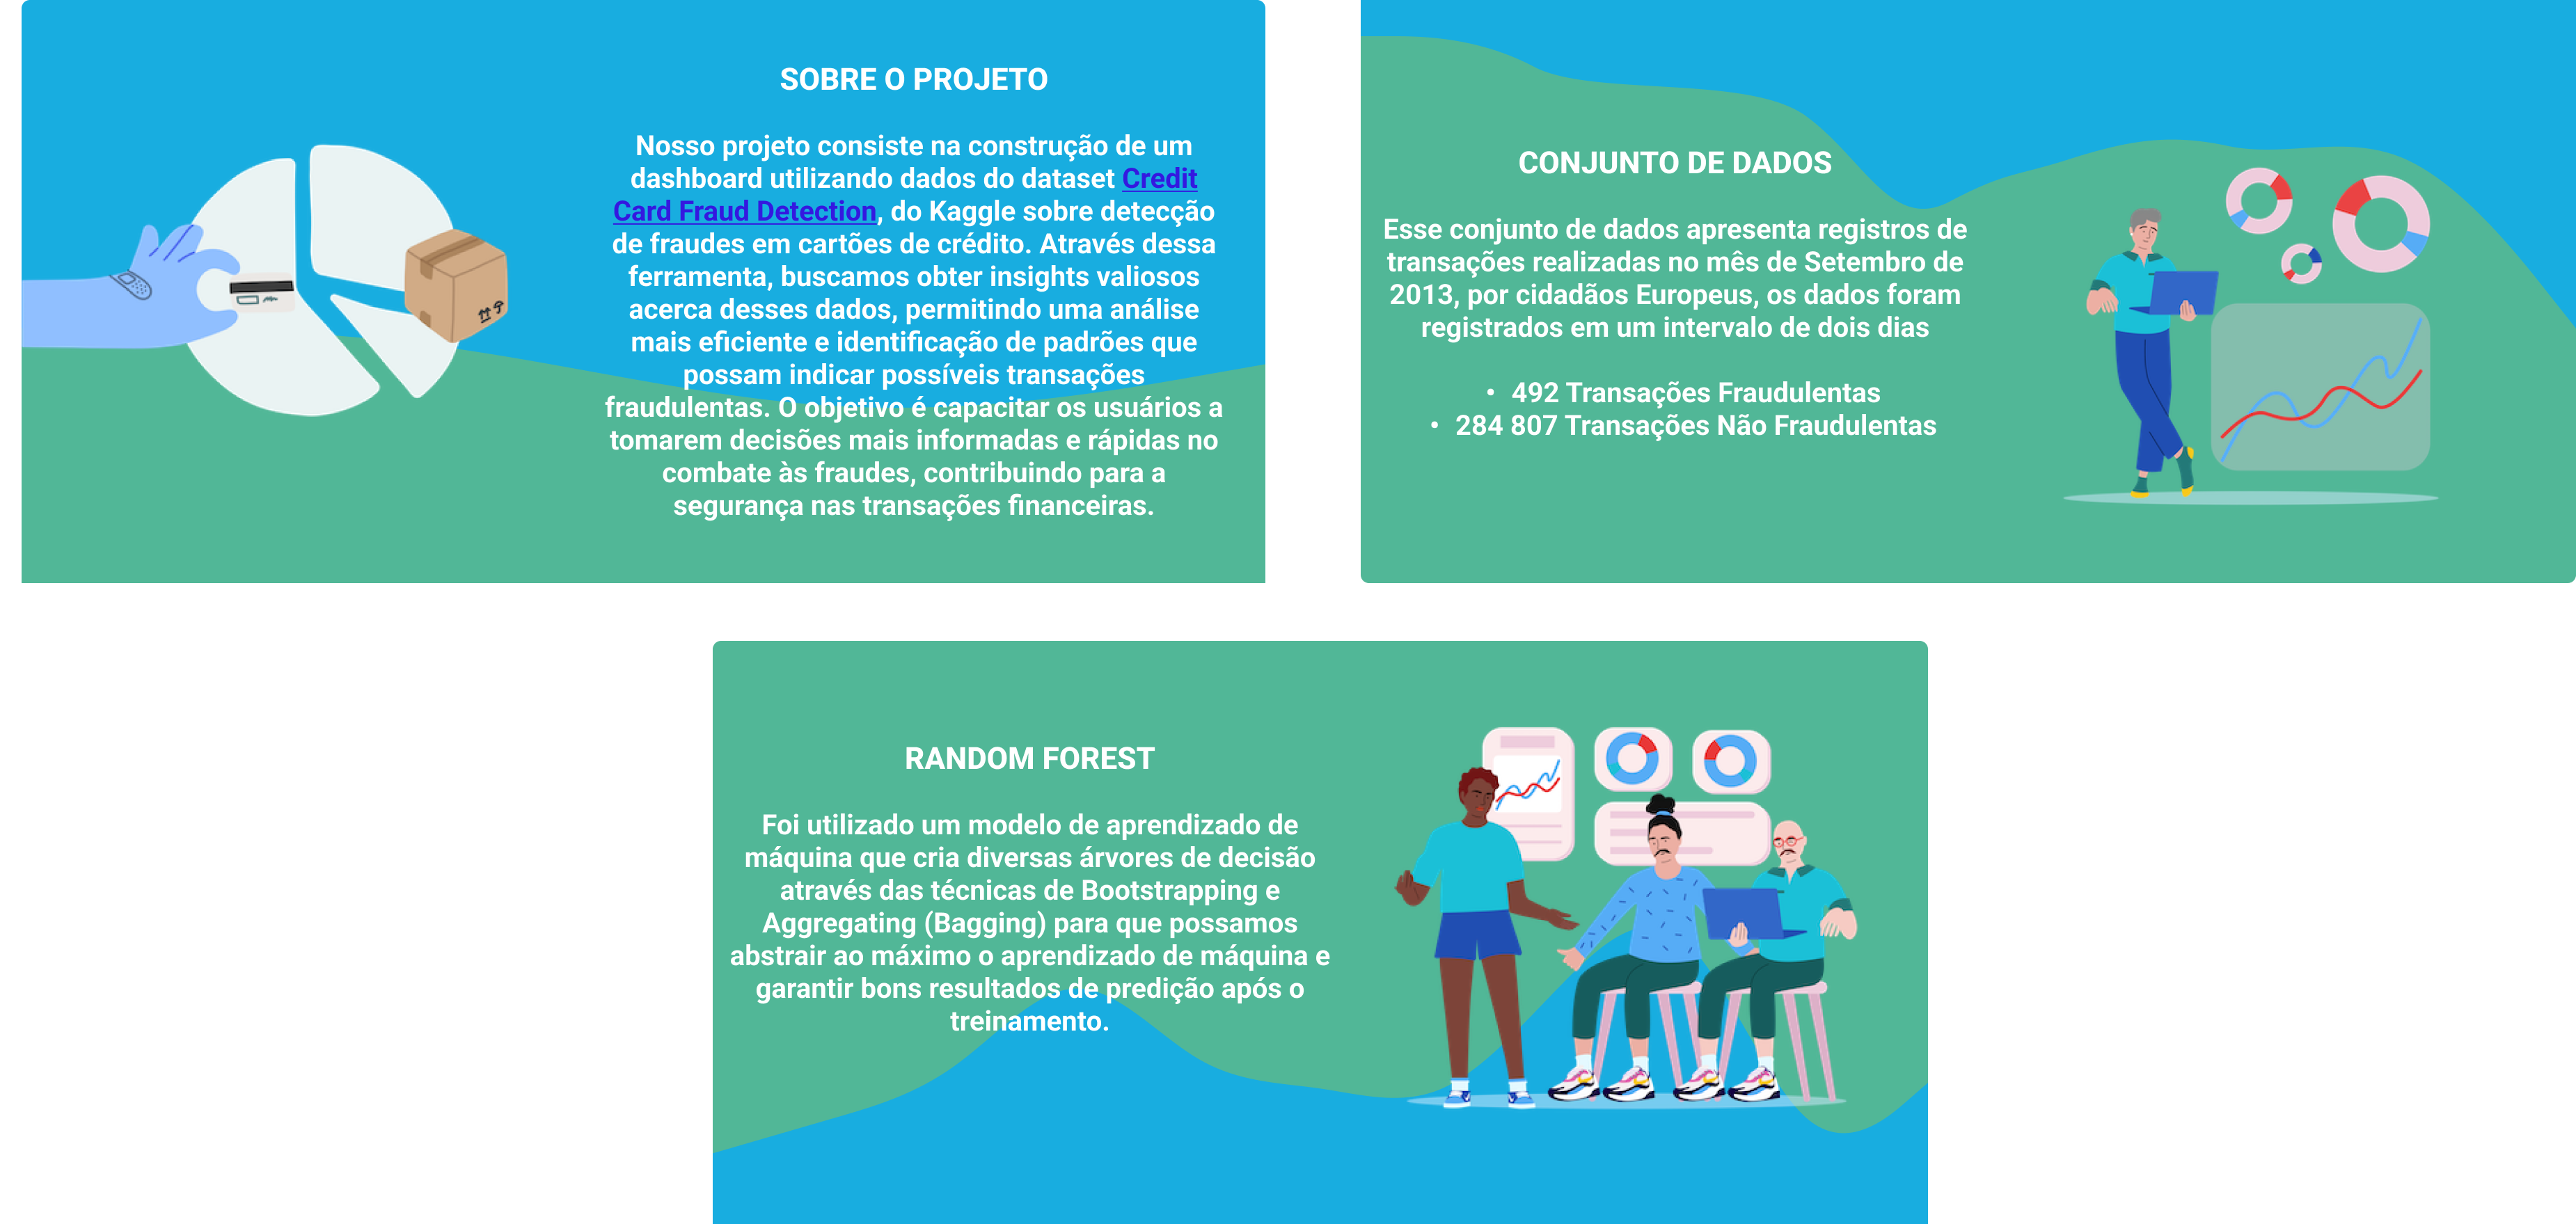 SOBRE O PROJETO
Nosso projeto consiste na construção de um
dashboard utilizando dados do dataset Credit
Card Fraud Detection, do Kaggle sobre detecção
de fraudes em cartões de crédito. Através dessa
ferramenta, buscamos obter insights valiosos
acerca desses dados, permitindo uma análise
mais eficiente e identificação de padrões que
possam indicar possíveis transações
fraudulentas. O objetivo é capacitar os usuários a
tomarem decisões mais informadas e rápidas no
combate às fraudes, contribuindo para a
segurança nas transações financeiras.
CONJUNTO DE DADOS
Esse conjunto de dados apresenta registros de
transações realizadas no mês de Setembro de
2013, por cidadãos Europeus, os dados foram
registrados em um intervalo de dois dias
• 492 Transações Fraudulentas
• 284 807 Transações Não Fraudulentas
RANDOM FOREST
Foi utilizado um modelo de aprendizado de
máquina que cria diversas árvores de decisão
através das técnicas de Bootstrapping e
Aggregating (Bagging) para que possamos
abstrair ao máximo o aprendizado de máquina e
garantir bons resultados de predição após o
treinamento.